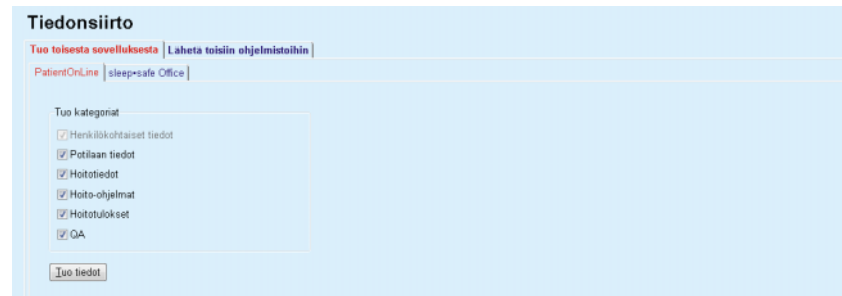 Tiedonsiirto
Tuo toisesta sovelluksesta Läheta toisiin ohjelmistoihin
PatientOnLine sleep•safe Office
Tuo kategoriat
Henkilökohtaiset tiedot
Potilaan tiedot
Hoitotiedot
Hoito-ohjelmat
Hoitotulokset
QA
Tuo tiedot